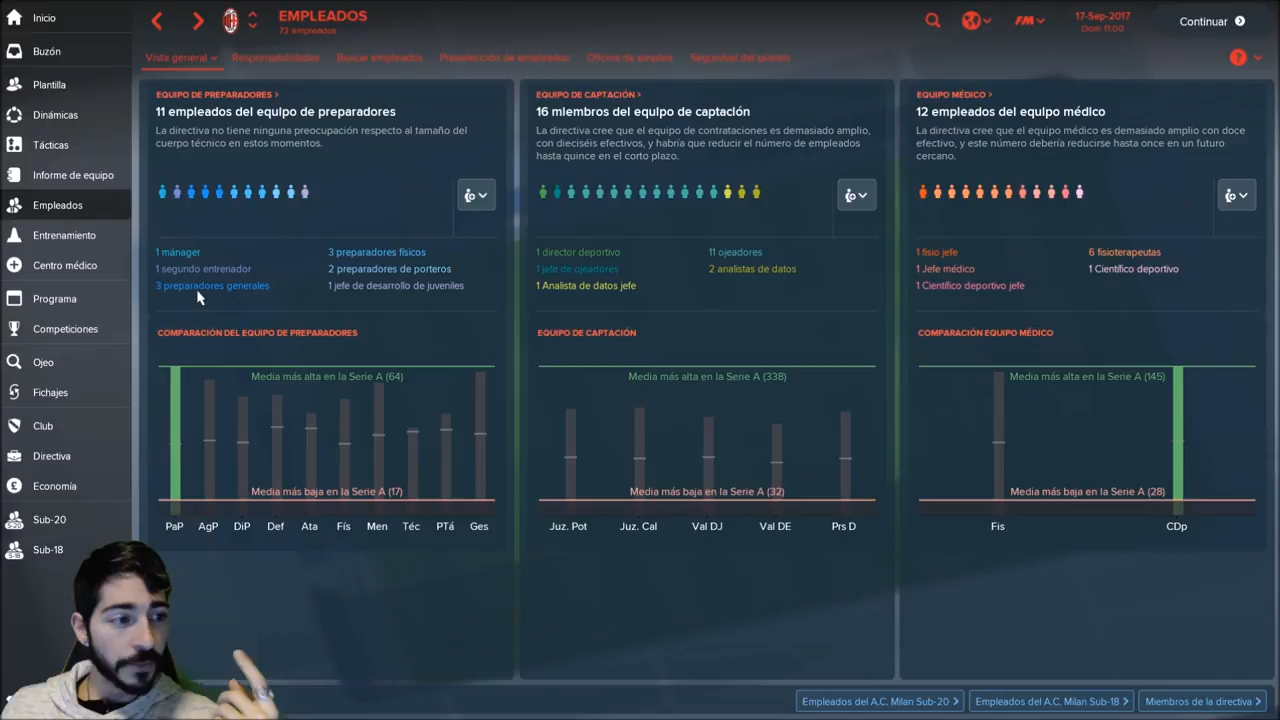 Inicio
Buzón
Plantilla
Dinámicas
Tácticas
Informe de equipo
Empleados
Entrenamiento
Centro médico
Programa
Competiciones
Ojeo
Fichajes
Club
Directiva
Economía
Sub-20
Sub-18
EMPLEADOS
73 empleados
FM
17-Sep-2017
Dom 11:00
Continuar
Vista general
Responsabilidades
Buscar empleados
Preselección de empleados
Oficina de empleo
Seguridad del puesto
?
EQUIPO DE PREPARADORES >
11 empleados del equipo de preparadores
La directiva no tiene ninguna preocupación respecto al tamaño del
cuerpo técnico en estos momentos.
1 mánager
1 segundo entrenador
3 preparadores generales
3 preparadores físicos
2 preparadores de porteros
1 jefe de desarrollo de juveniles
COMPARACIÓN DEL EQUIPO DE PREPARADORES
Media más alta en la Serie A (64)
Media más baja en la Serie A (17)
PaP AgP DiP Def Ata Fís Men Téc PTá Ges
EQUIPO DE CAPTACIÓN >
16 miembros del equipo de captación
La directiva cree que el equipo de contrataciones es demasiado amplio,
con dieciséis efectivos, y habría que reducir el número de empleados
hasta quince en el corto plazo.
1 director deportivo
1 jefe de ojeadores
1 Analista de datos jefe
11 ojeadores
2 analistas de datos
EQUIPO DE CAPTACIÓN
Media más alta en la Serie A (338)
Media más baja en la Serie A (32)
Juz. Pot Juz. Cal Val DJ Val DE Prs D
EQUIPO MÉDICO >
12 empleados del equipo médico
La directiva cree que el equipo médico es demasiado amplio con doce
efectivo, y este número debería reducirse hasta once en un futuro
cercano.
1 fisio jefe
1 Jefe médico
1 Científico deportivo jefe
6 fisioterapeutas
1 Científico deportivo
COMPARACIÓN EQUIPO MÉDICO
Media más alta en la Serie A (145)
Media más baja en la Serie A (28)
Fis CDp
Empleados del A.C. Milan Sub-20 >
Empleados del A.C. Milan Sub-18 >
Miembros de la directiva >